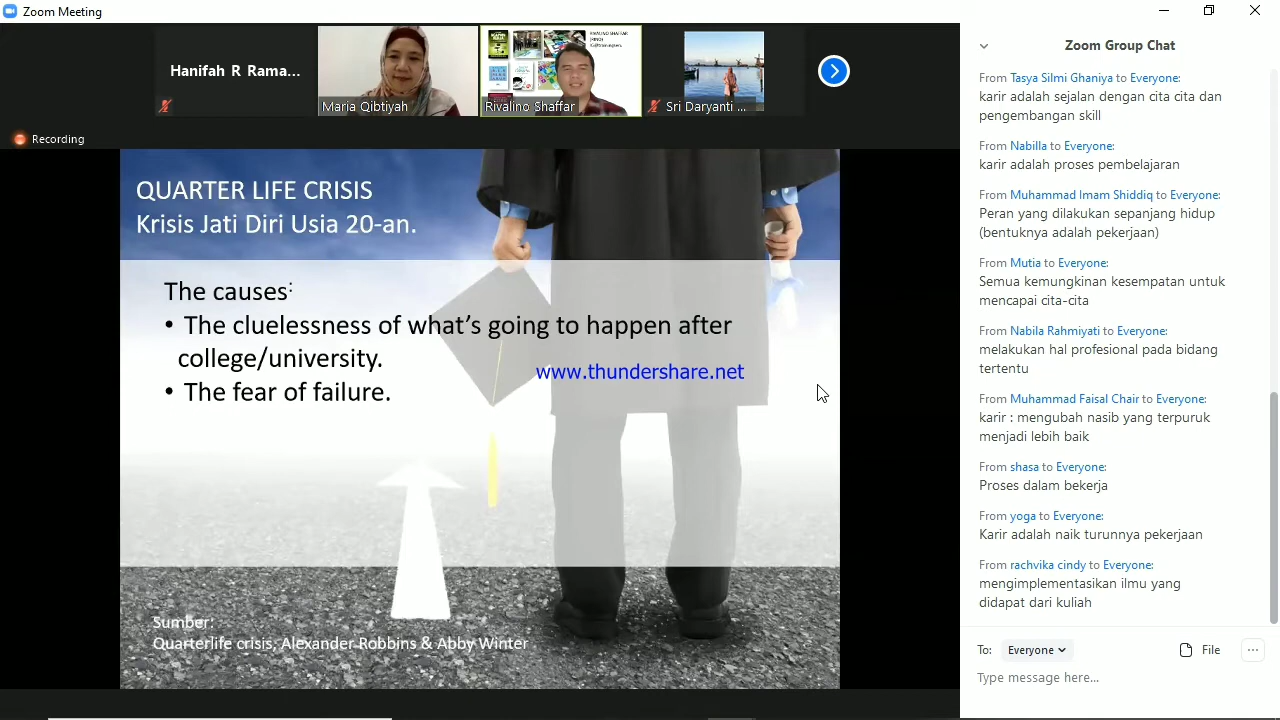 Zoom Meeting
Hanifah R Rama...
Maria Qibtiyah
Rivalino Shaffar
Sri Daryanti ...
Recording
QUARTER LIFE CRISIS
Krisis Jati Diri Usia 20-an.
The causes:
• The cluelessness of what's going to happen after
college/university.
www.thundershare.net
• The fear of failure.
Sumber:
Quarterlife crisis, Alexander Robbins & Abby Winter
Zoom Group Chat
From Tasya Silmi Ghaniya to Everyone:
karir adalah sejalan dengan cita cita dan
pengembangan skill
From Nabilla to Everyone:
karir adalah proses pembelajaran
From Muhammad Imam Shiddiq to Everyone:
Peran yang dilakukan sepanjang hidup
(bentuknya adalah pekerjaan)
From Mutia to Everyone:
Semua kemungkinan kesempatan untuk
mencapai cita-cita
From Nabila Rahmiyati to Everyone:
melakukan hal profesional pada bidang
tertentu
From Muhammad Faisal Chair to Everyone:
karir : mengubah nasib yang terpuruk
menjadi lebih baik
From shasa to Everyone:
Proses dalam bekerja
From yoga to Everyone:
Karir adalah naik turunnya pekerjaan
From rachvika cindy to Everyone:
mengimplementasikan ilmu yang
didapat dari kuliah
To: Everyone
File
Type message here...